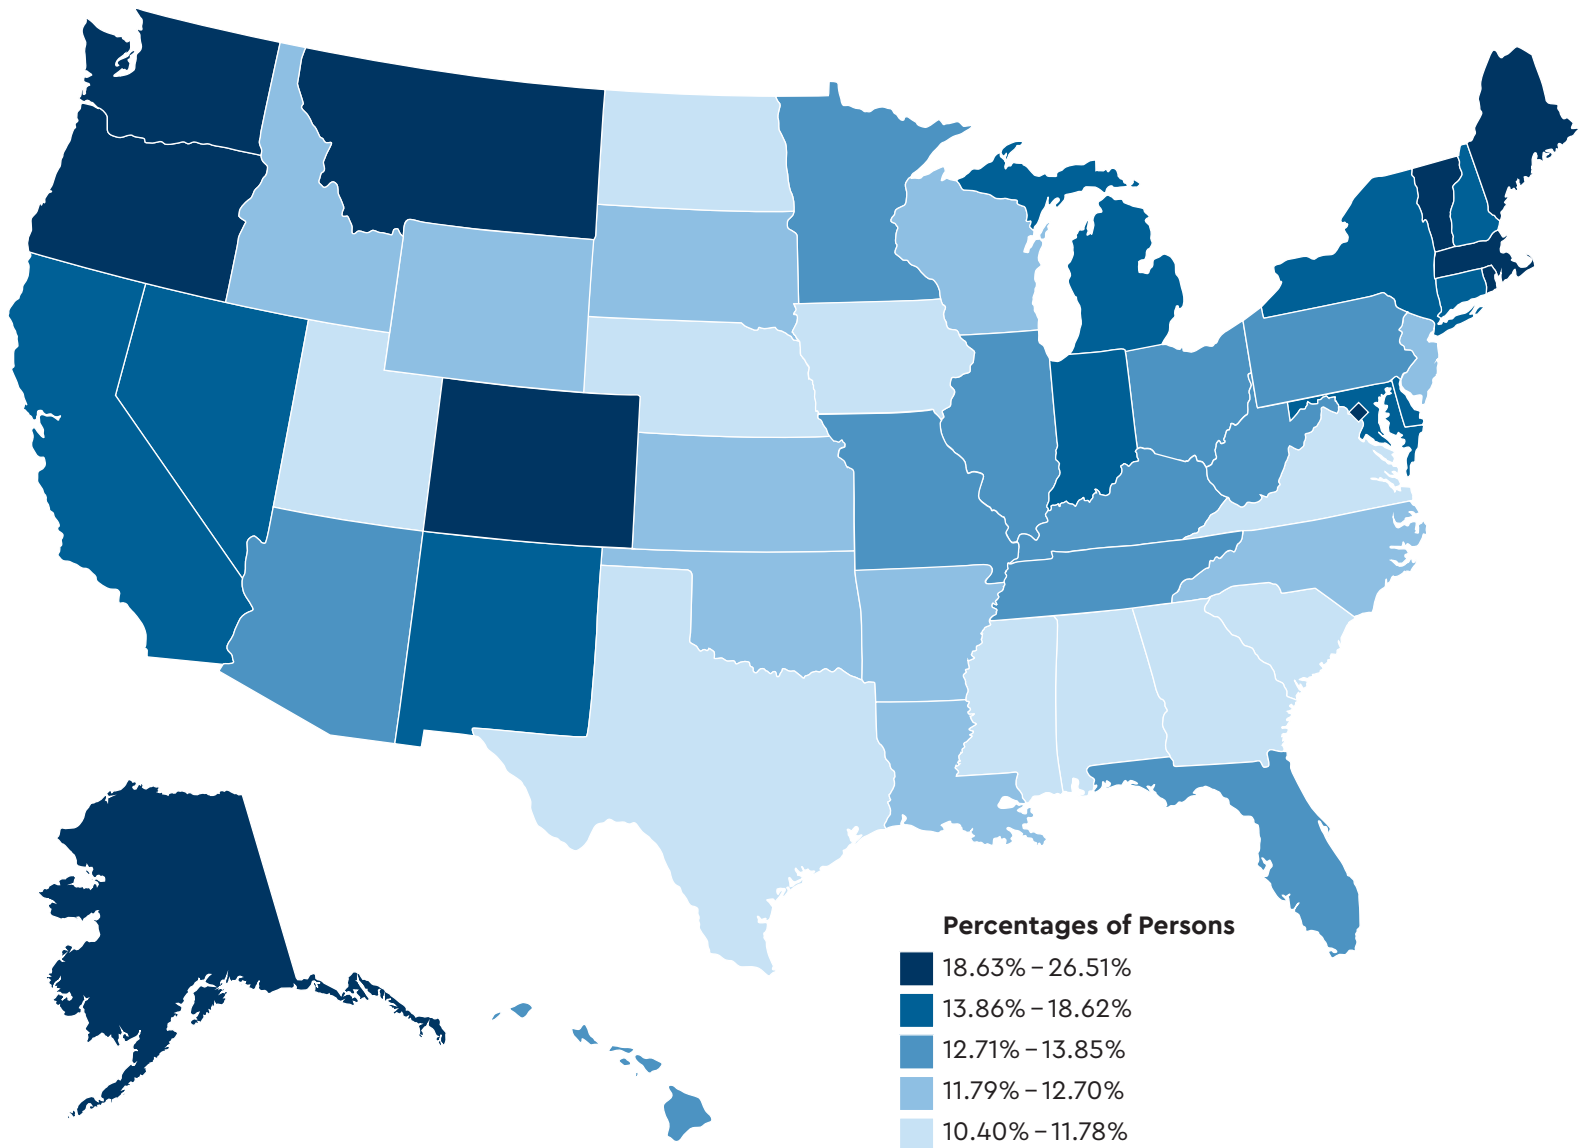 Percentages of Persons
18.63% – 26.51%
13.86% – 18.62%
12.71% – 13.85%
11.79% – 12.70%
10.40% – 11.78%